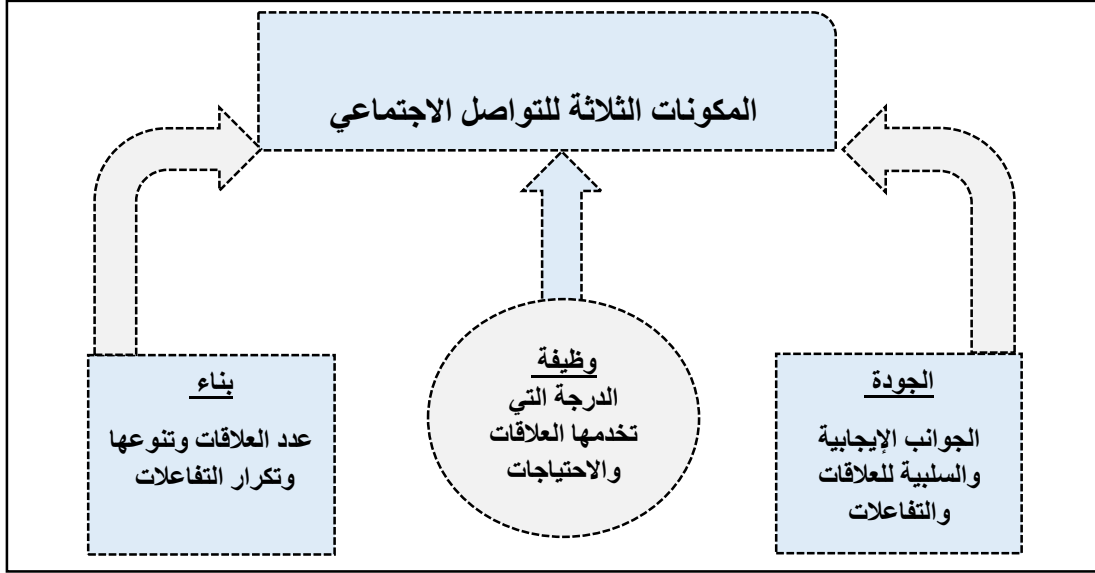 المكونات الثلاثة للتواصل الاجتماعي
الجودة
الجوانب الإيجابية
والسلبية للعلاقات
والتفاعلات
وظيفة
الدرجة التي
تخدمها العلاقات
والاحتياجات
بناء
عدد العلاقات وتنوعها
وتكرار التفاعلات